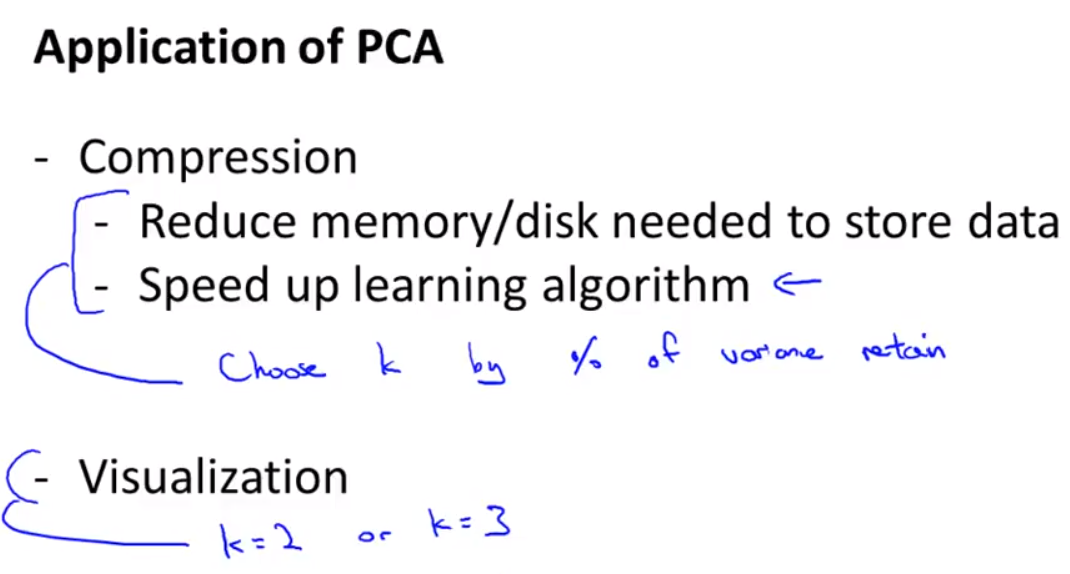 Application of PCA
- Compression
- Reduce memory/disk needed to store data
- Speed up learning algorithm ←
Choose k by % of variance retain
- Visualization
k=2 or k=3